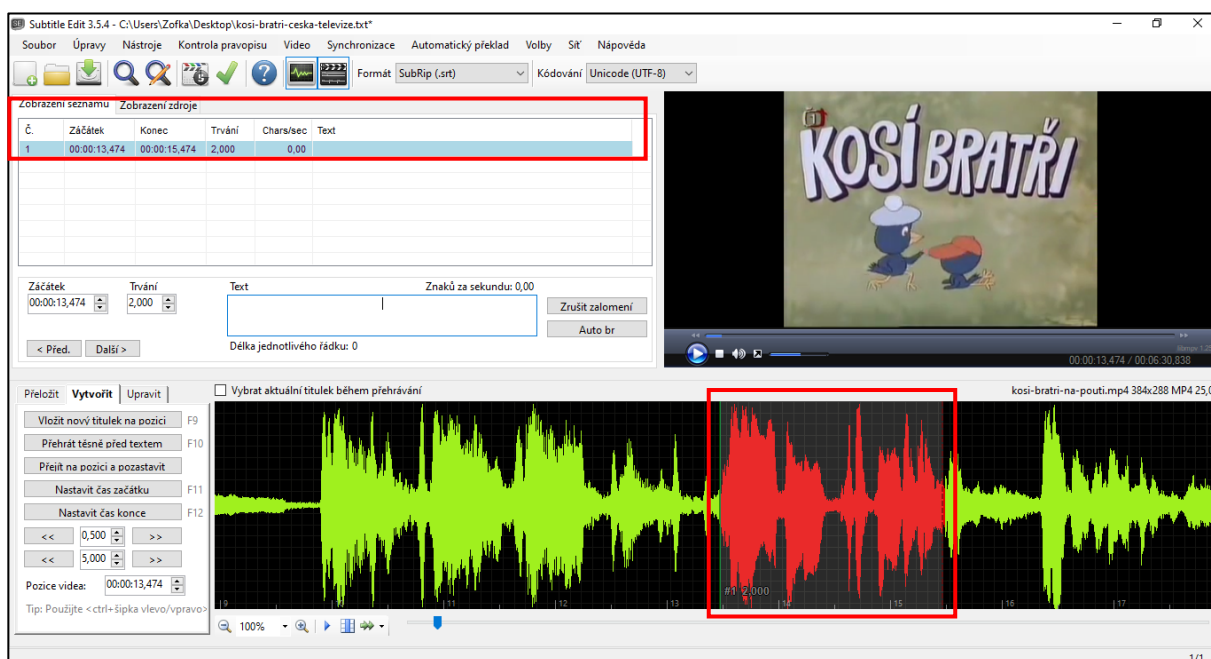 Subtitle Edit 3.5.4 - C:\Users\Zofka\Desktop\kosi-bratri-ceska-televize.txt*
Soubor Úpravy Nástroje Kontrola pravopisu Video Synchronizace Automatický překlad Volby Síť Nápověda
Formát SubRip (.srt) Kódování Unicode (UTF-8)
Zobrazení seznamu Zobrazení zdroje
Č. Záčátek Konec Trvání Chars/sec Text
1 00:00:13,474 00:00:15,474 2,000 0,00
KOSÍ BRATŘI
Záčátek Trvání Text Znaků za sekundu: 0,00
00:00:13,474 2,000
Zrušit zalomení
Auto br
< Před. Další > Délka jednotlivého řádku: 0
00:00:13,474 / 00:06:30,838
Přeložit Vytvořit Upravit
Vybrat aktuální titulek během přehrávání
kosi-bratri-na-pouti.mp4 384x288 MP4 25,0
Vložit nový titulek na pozici F9
Přehrát těsně před textem F10
Přejít na pozici a pozastavit
Nastavit čas začátku F11
Nastavit čas konce F12
<< 0,500 >>
<< 5,000 >>
Pozice videa: 00:00:13,474
Tip: Použijte <ctrl+šipka vlevo/vpravo>
#1 2,000
9 10 11 12 13 14 15 16 17
100%
1/1